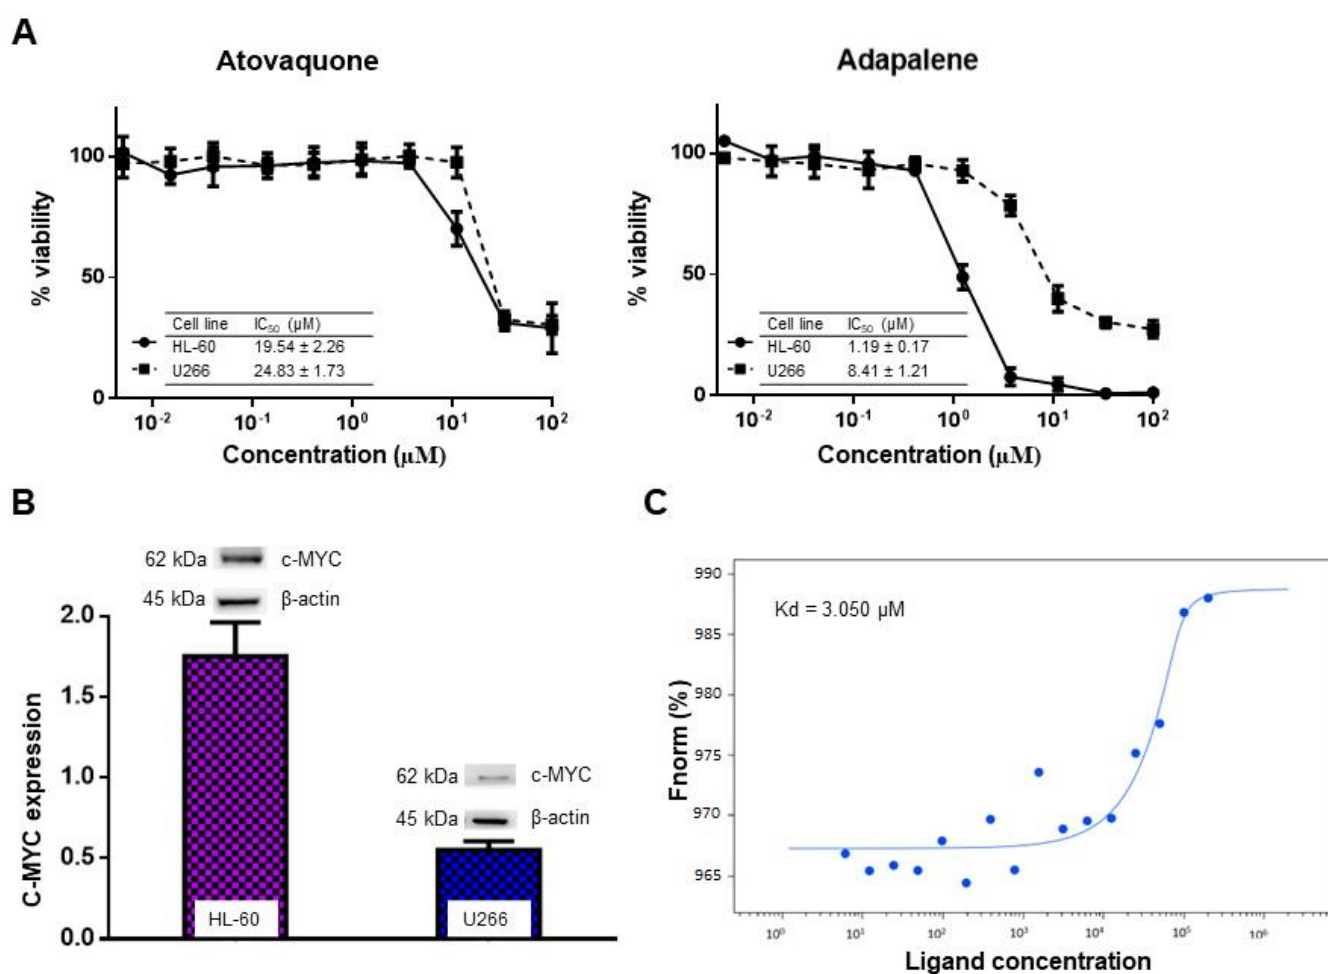 A
Atovaquone
% viability
100
50
0
Cell line IC₅₀ (µM)
HL-60 19.54 ± 2.26
U266 24.83 ± 1.73
10⁻² 10⁻¹ 10⁰ 10¹ 10²
Concentration (µM)
Adapalene
% viability
100
50
0
Cell line IC₅₀ (µM)
HL-60 1.19 ± 0.17
U266 8.41 ± 1.21
10⁻² 10⁻¹ 10⁰ 10¹ 10²
Concentration (µM)
B
C-MYC expression
2.0
1.5
1.0
0.5
0.0
62 kDa c-MYC
45 kDa β-actin
62 kDa c-MYC
45 kDa β-actin
HL-60
U266
C
Fnorm (%)
990
985
980
975
970
965
Kd = 3.050 µM
10⁰ 10¹ 10² 10³ 10⁴ 10⁵ 10⁶
Ligand concentration